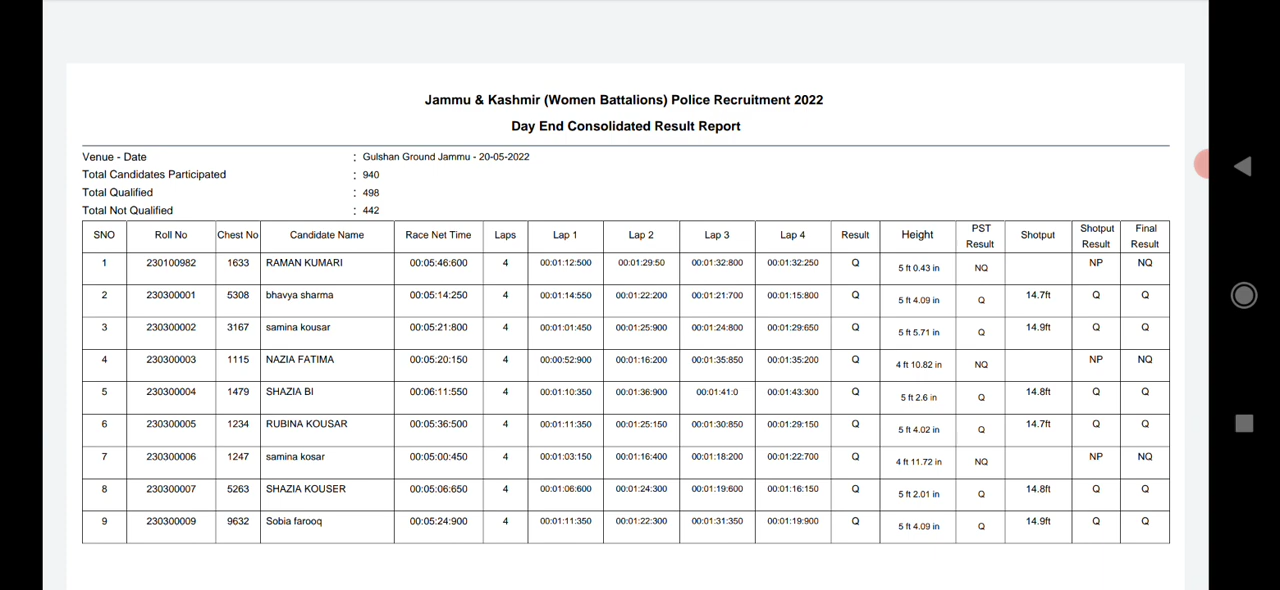 Jammu & Kashmir (Women Battalions) Police Recruitment 2022
Day End Consolidated Result Report
Venue - Date : Gulshan Ground Jammu - 20-05-2022
Total Candidates Participated : 940
Total Qualified : 498
Total Not Qualified : 442
SNO Roll No Chest No Candidate Name Race Net Time Laps Lap 1 Lap 2 Lap 3 Lap 4 Result Height PST Result Shotput Shotput Result Final Result
1 230100982 1633 RAMAN KUMARI 00:05:46:600 4 00:01:12:500 00:01:29:50 00:01:32:800 00:01:32:250 Q 5 ft 0.43 in NQ NP NQ
2 230300001 5308 bhavya sharma 00:05:14:250 4 00:01:14:550 00:01:22:200 00:01:21:700 00:01:15:800 Q 5 ft 4.09 in Q 14.7ft Q Q
3 230300002 3167 samina kousar 00:05:21:800 4 00:01:01:450 00:01:25:900 00:01:24:800 00:01:29:650 Q 5 ft 5.71 in Q 14.9ft Q Q
4 230300003 1115 NAZIA FATIMA 00:05:20:150 4 00:00:52:900 00:01:16:200 00:01:35:850 00:01:35:200 Q 4 ft 10.82 in NQ NP NQ
5 230300004 1479 SHAZIA BI 00:06:11:550 4 00:01:10:350 00:01:36:900 00:01:41:0 00:01:43:300 Q 5 ft 2.6 in Q 14.8ft Q Q
6 230300005 1234 RUBINA KOUSAR 00:05:36:500 4 00:01:11:350 00:01:25:150 00:01:30:850 00:01:29:150 Q 5 ft 4.02 in Q 14.7ft Q Q
7 230300006 1247 samina kosar 00:05:00:450 4 00:01:03:150 00:01:16:400 00:01:18:200 00:01:22:700 Q 4 ft 11.72 in NQ NP NQ
8 230300007 5263 SHAZIA KOUSER 00:05:06:650 4 00:01:06:600 00:01:24:300 00:01:19:600 00:01:16:150 Q 5 ft 2.01 in Q 14.8ft Q Q
9 230300009 9632 Sobia farooq 00:05:24:900 4 00:01:11:350 00:01:22:300 00:01:31:350 00:01:19:900 Q 5 ft 4.09 in Q 14.9ft Q Q